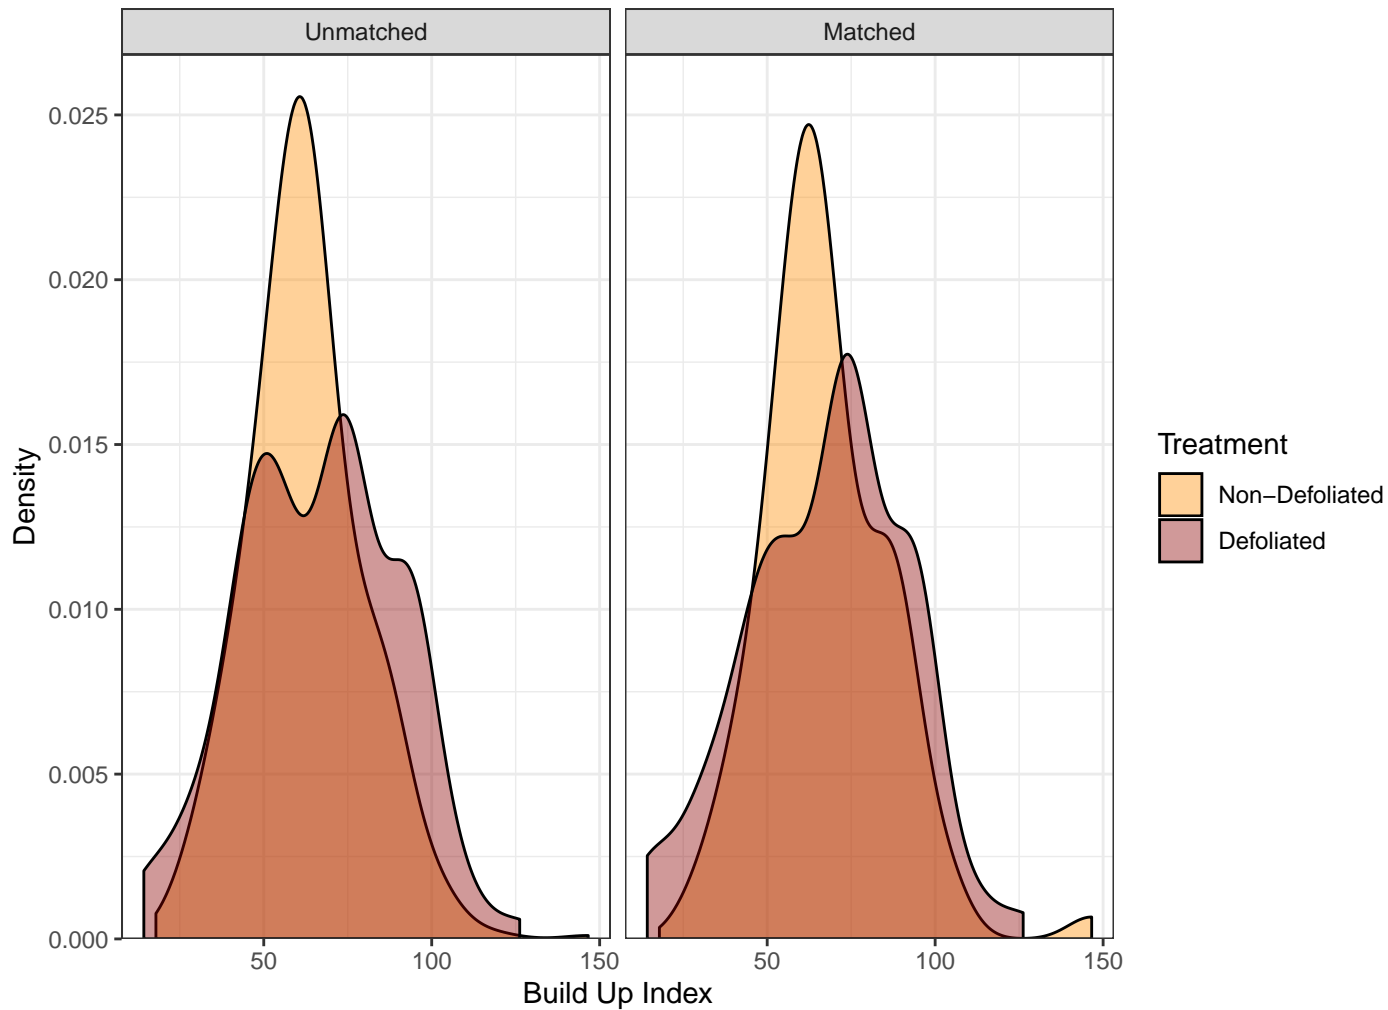 Unmatched
Matched
Density
0.025
0.020
0.015
0.010
0.005
0.000
50
100
150
50
100
150
Build Up Index
Treatment
Non−Defoliated
Defoliated